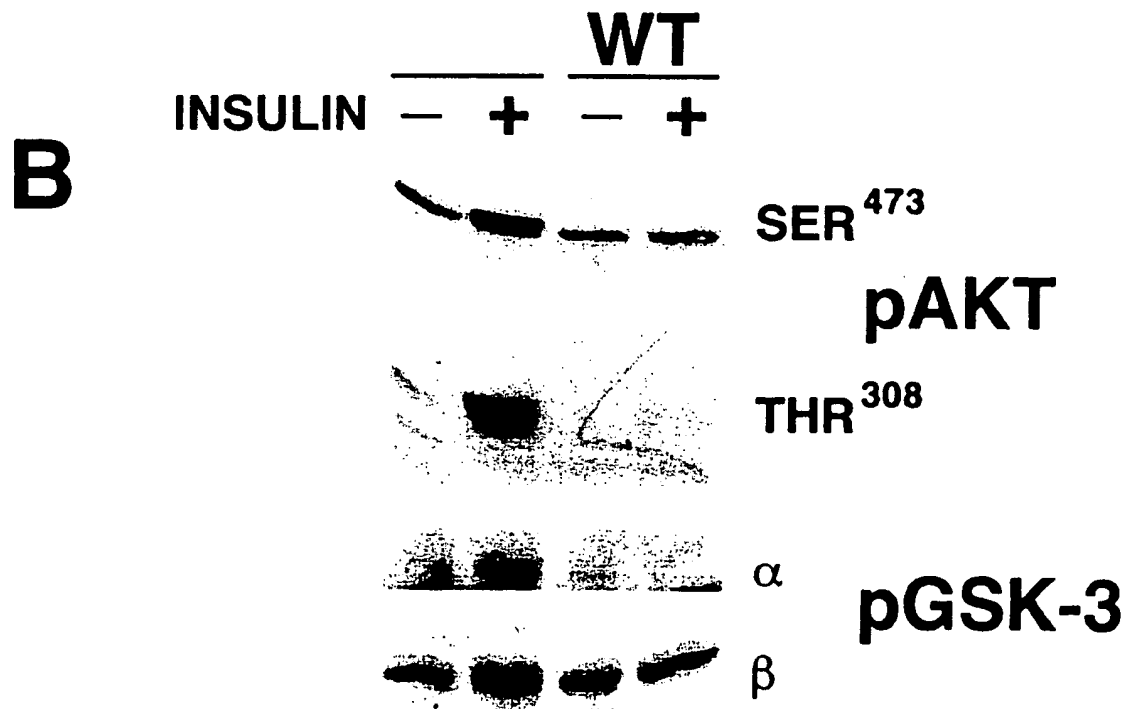 WT
INSULIN − + − +
B
SER473
pAKT
THR308
α
pGSK-3
β